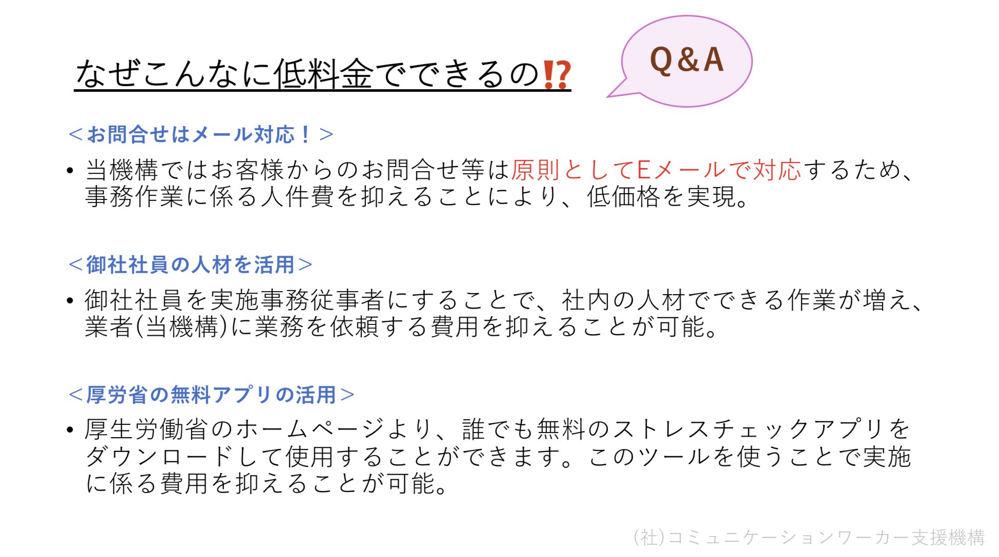 なぜこんなに低料金でできるの⁉
Q&A
＜お問合せはメール対応！＞
• 当機構ではお客様からのお問合せ等は原則としてEメールで対応するため、
事務作業に係る人件費を抑えることにより、低価格を実現。
＜御社社員の人材を活用＞
• 御社社員を実施事務従事者にすることで、社内の人材でできる作業が増え、
業者(当機構)に業務を依頼する費用を抑えることが可能。
＜厚労省の無料アプリの活用＞
• 厚生労働省のホームページより、誰でも無料のストレスチェックアプリを
ダウンロードして使用することができます。このツールを使うことで実施
に係る費用を抑えることが可能。
(社)コミュニケーションワーカー支援機構